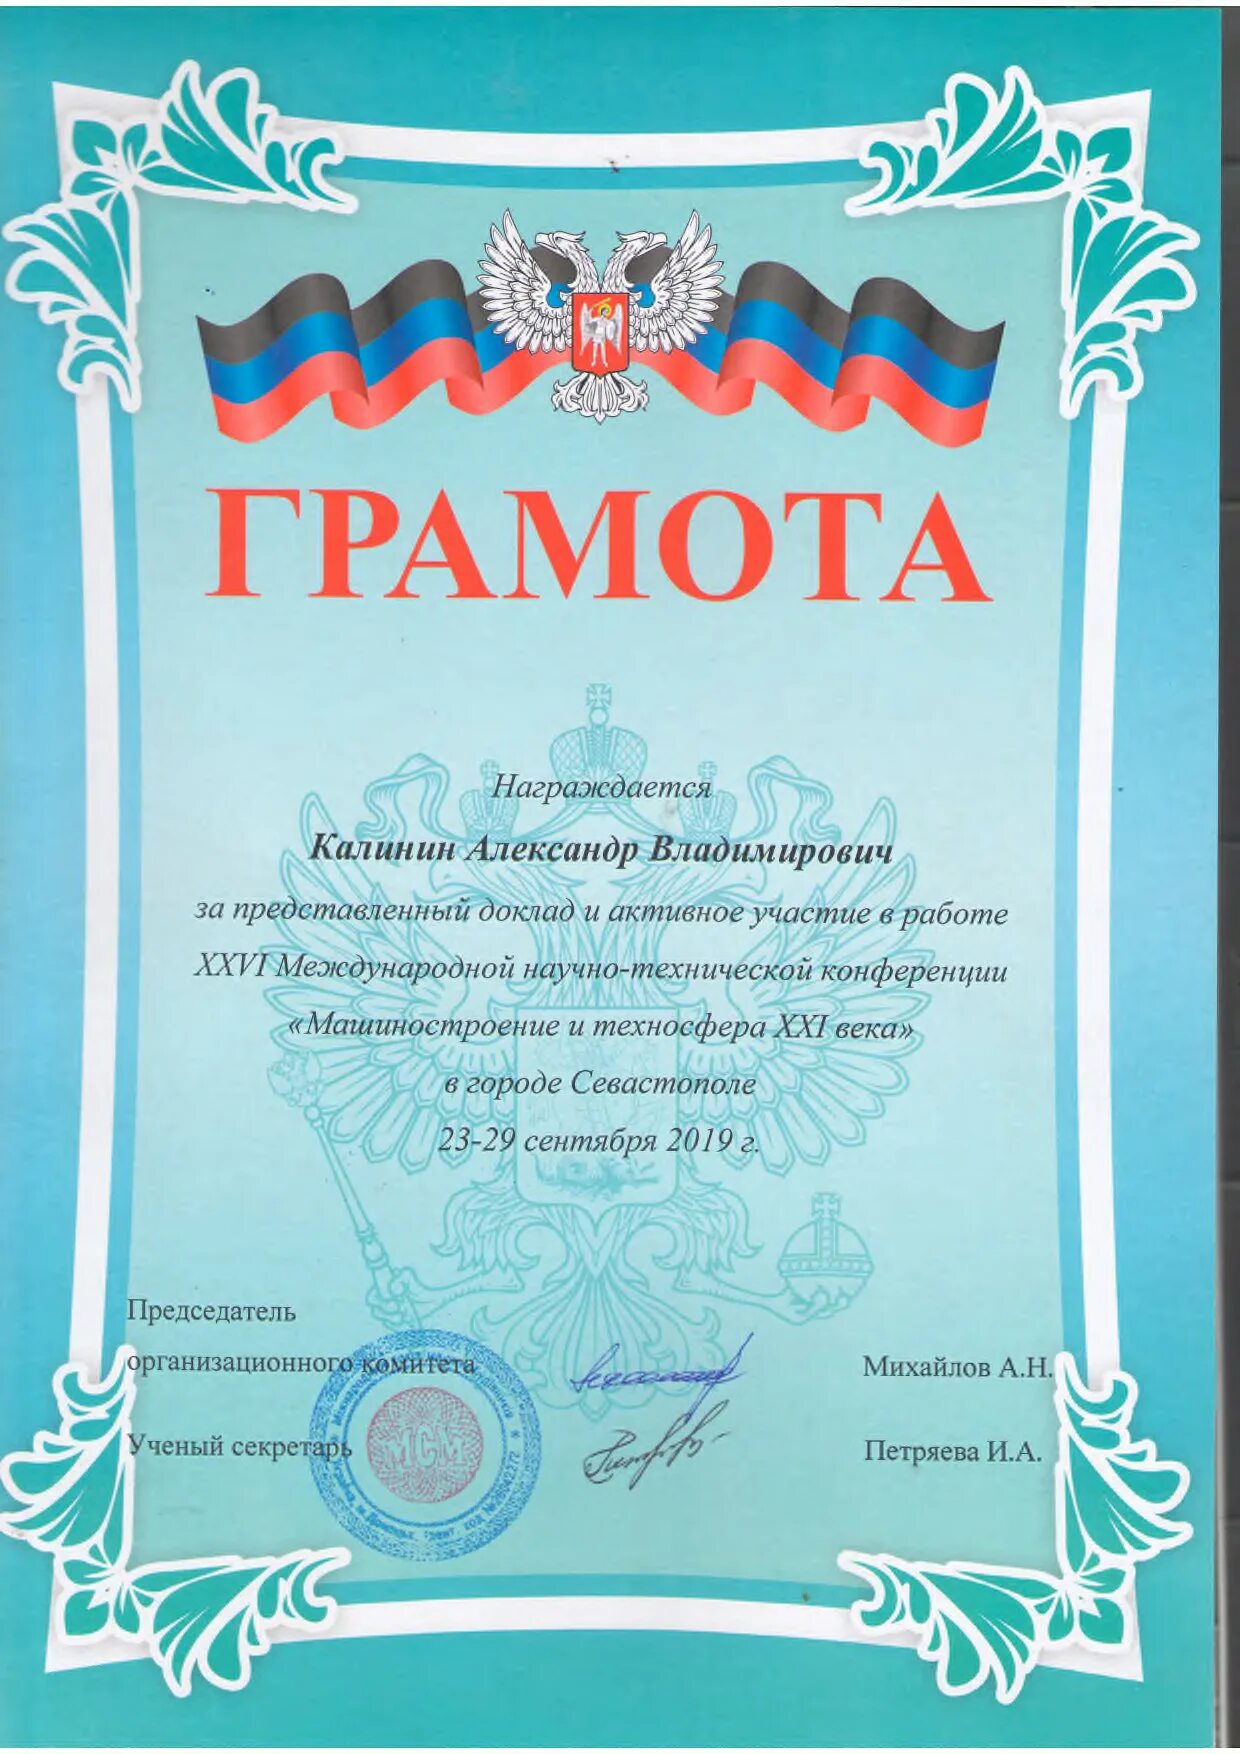 ГРАМОТА
Награждается
Калинин Александр Владимирович
за представленный доклад и активное участие в работе
XXVI Международной научно-технической конференции
«Машиностроение и техносфера XXI века»
в городе Севастополе
23-29 сентября 2019 г.
Председатель
организационного комитета
Михайлов А.Н.
Ученый секретарь
Петряева И.А.
МСМ